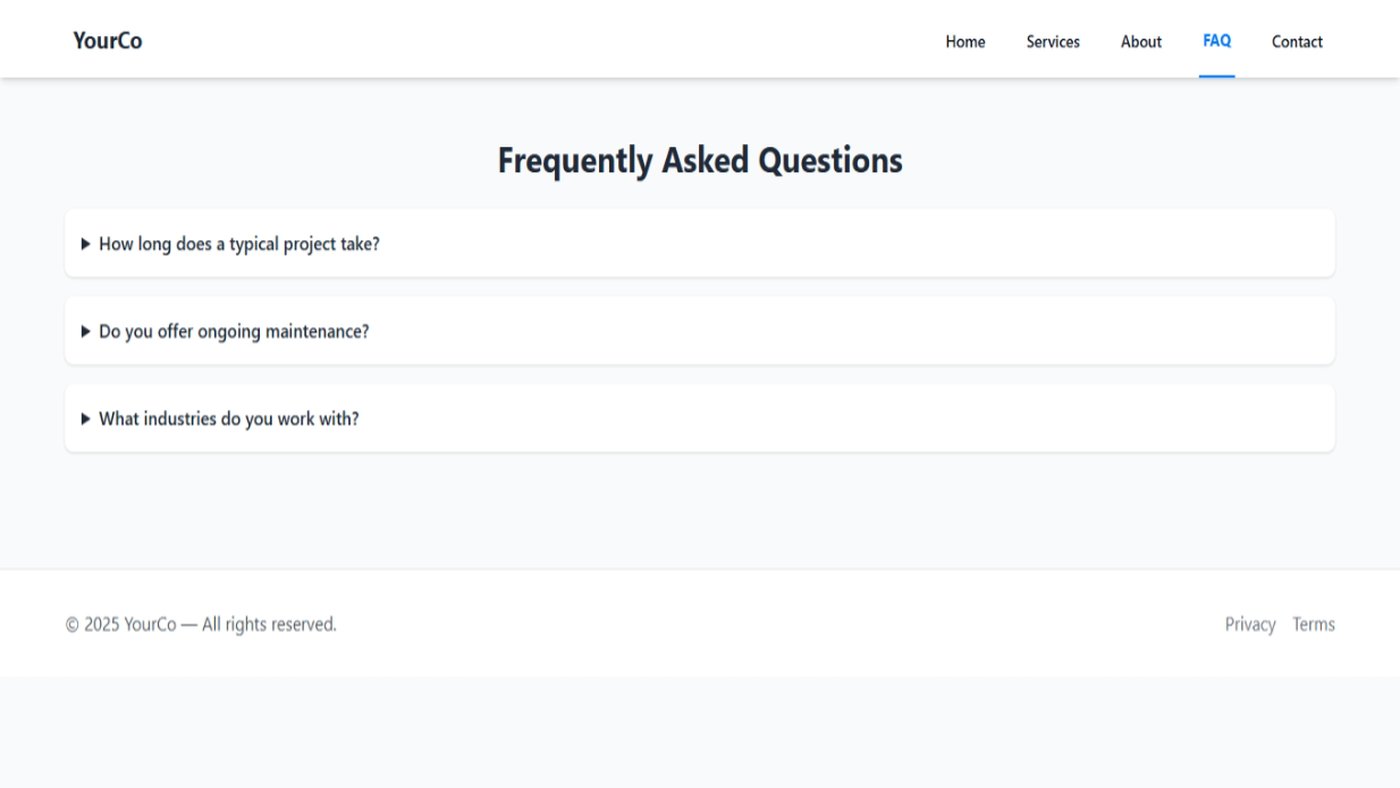 YourCo
Home Services About FAQ Contact
Frequently Asked Questions
How long does a typical project take?
Do you offer ongoing maintenance?
What industries do you work with?
© 2025 YourCo — All rights reserved.
Privacy Terms